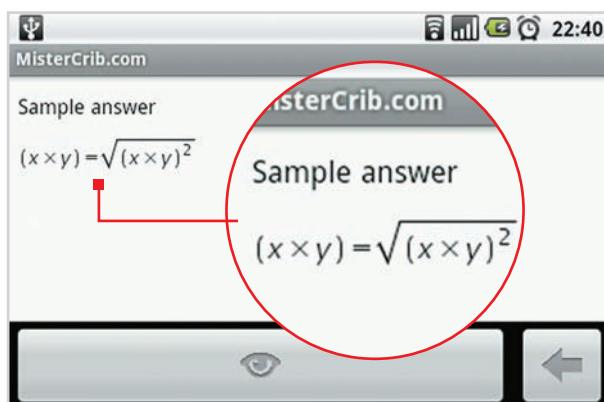 22:40
MisterCrib.com
Sample answer
(x×y)=√(x×y)²
isterCrib.com
Sample answer
(x×y)=√(x×y)²